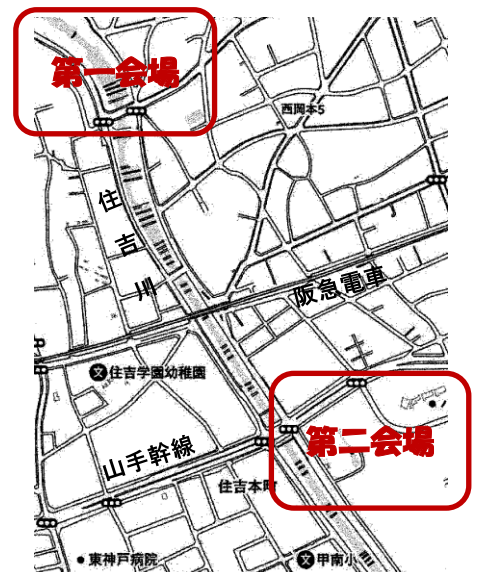 第一会場
西岡本5
住吉川
阪急電車
文住吉学園幼稚園
第二会場
山手幹線
住吉本町
東神戸病院
文甲南小